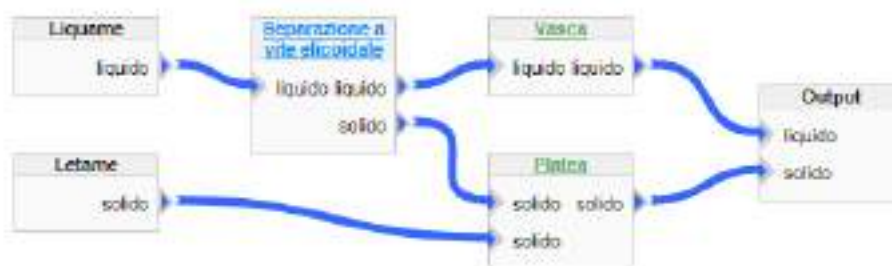 Liquame
liquido
Separazione a
vite elicoidale
liquido liquido
solido
Vasca
liquido liquido
Output
liquido
solido
Letame
solido
Platea
solido solido
solido